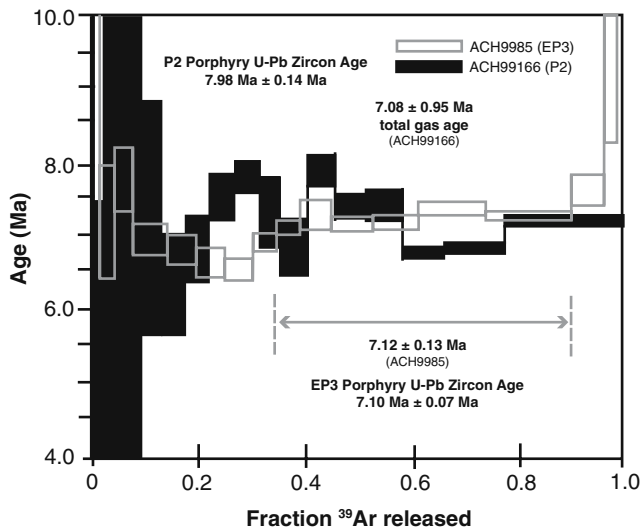 10.0
8.0
6.0
4.0
Age (Ma)
P2 Porphyry U-Pb Zircon Age
7.98 Ma ± 0.14 Ma
ACH9985 (EP3)
ACH99166 (P2)
7.08 ± 0.95 Ma
total gas age
(ACH99166)
7.12 ± 0.13 Ma
(ACH9985)
EP3 Porphyry U-Pb Zircon Age
7.10 Ma ± 0.07 Ma
0 0.2 0.4 0.6 0.8 1.0
Fraction ³⁹Ar released